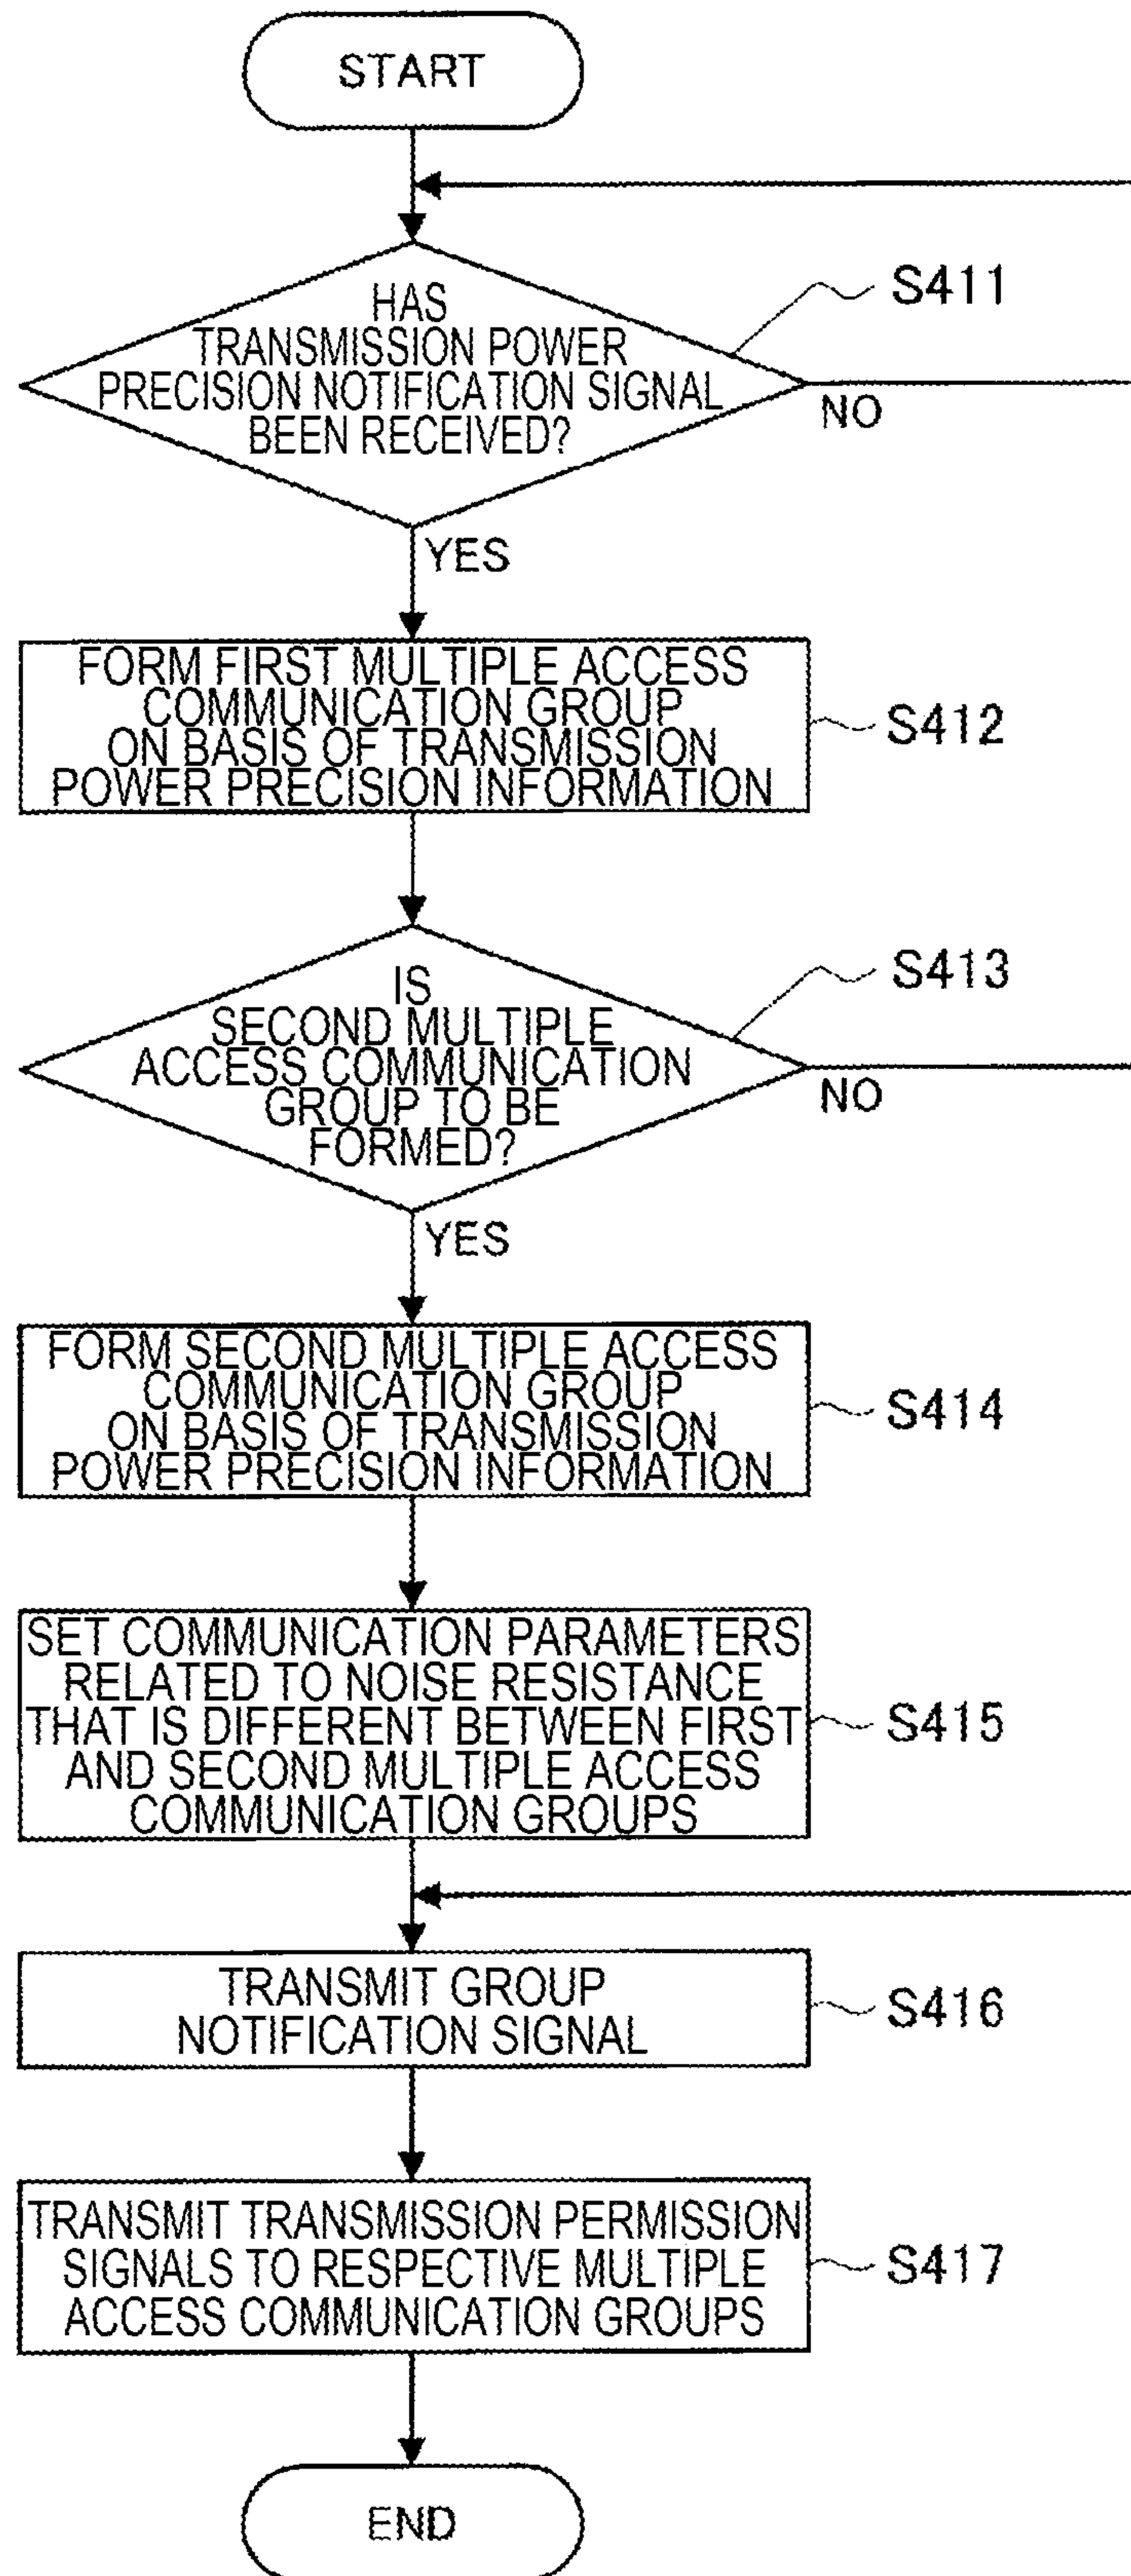 START
HAS
TRANSMISSION POWER
PRECISION NOTIFICATION SIGNAL
BEEN RECEIVED?
S411
NO
YES
FORM FIRST MULTIPLE ACCESS
COMMUNICATION GROUP
ON BASIS OF TRANSMISSION
POWER PRECISION INFORMATION
S412
IS
SECOND MULTIPLE
ACCESS COMMUNICATION
GROUP TO BE
FORMED?
S413
NO
YES
FORM SECOND MULTIPLE ACCESS
COMMUNICATION GROUP
ON BASIS OF TRANSMISSION
POWER PRECISION INFORMATION
S414
SET COMMUNICATION PARAMETERS
RELATED TO NOISE RESISTANCE
THAT IS DIFFERENT BETWEEN FIRST
AND SECOND MULTIPLE ACCESS
COMMUNICATION GROUPS
S415
TRANSMIT GROUP
NOTIFICATION SIGNAL
S416
TRANSMIT TRANSMISSION PERMISSION
SIGNALS TO RESPECTIVE MULTIPLE
ACCESS COMMUNICATION GROUPS
S417
END